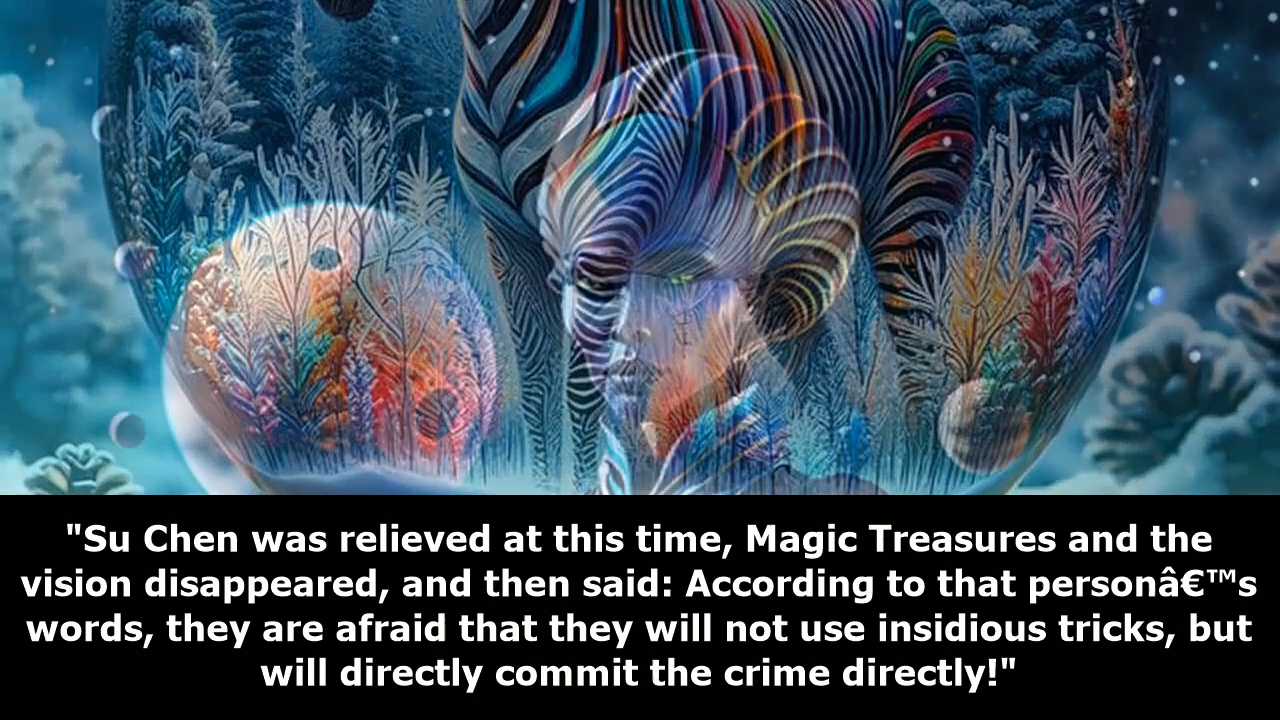 "Su Chen was relieved at this time, Magic Treasures and the
vision disappeared, and then said: According to that personâ€™s
words, they are afraid that they will not use insidious tricks, but
will directly commit the crime directly!"